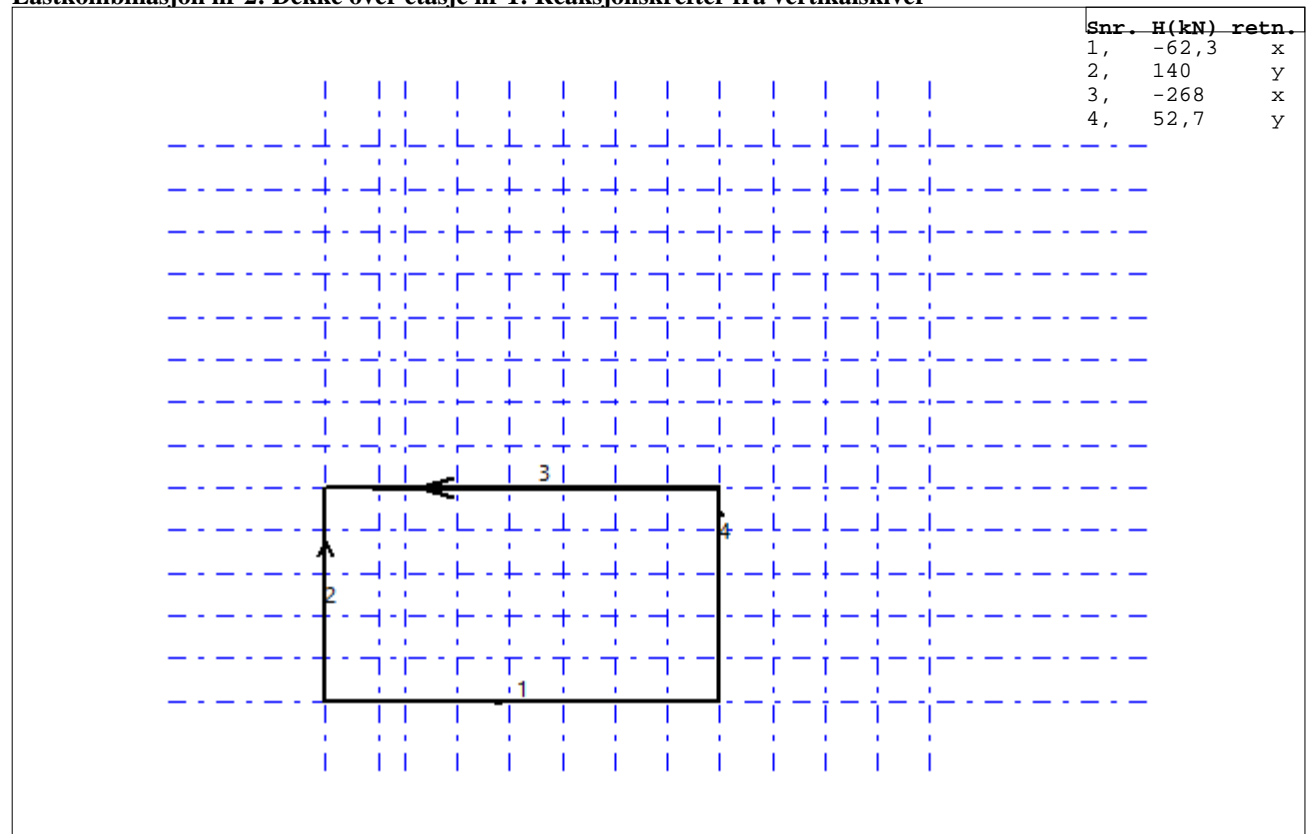 Lastkombinasjon nr 2: Dekke over etasje nr 1: Reaksjonskrefter fra vertikalskiver
Snr. H(kN) retn.
1, -62,3 x
2, 140 y
3, -268 x
4, 52,7 y
3
4
2
1